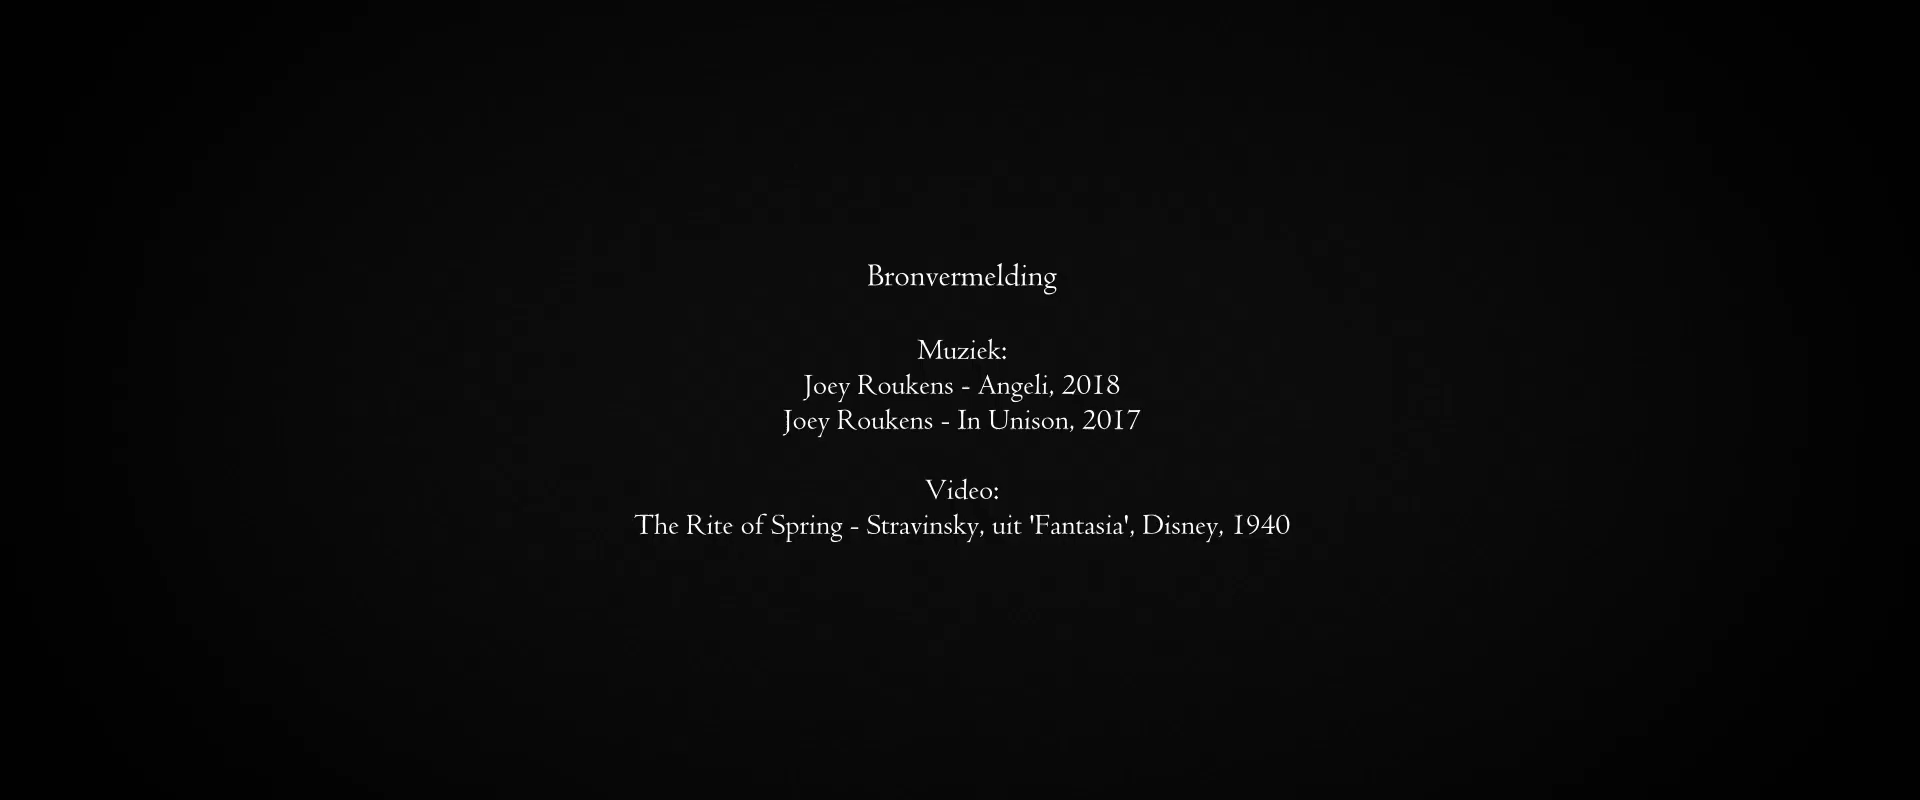 Bronvermelding
Muziek:
Joey Roukens - Angeli, 2018
Joey Roukens - In Unison, 2017
Video:
The Rite of Spring - Stravinsky, uit 'Fantasia', Disney, 1940